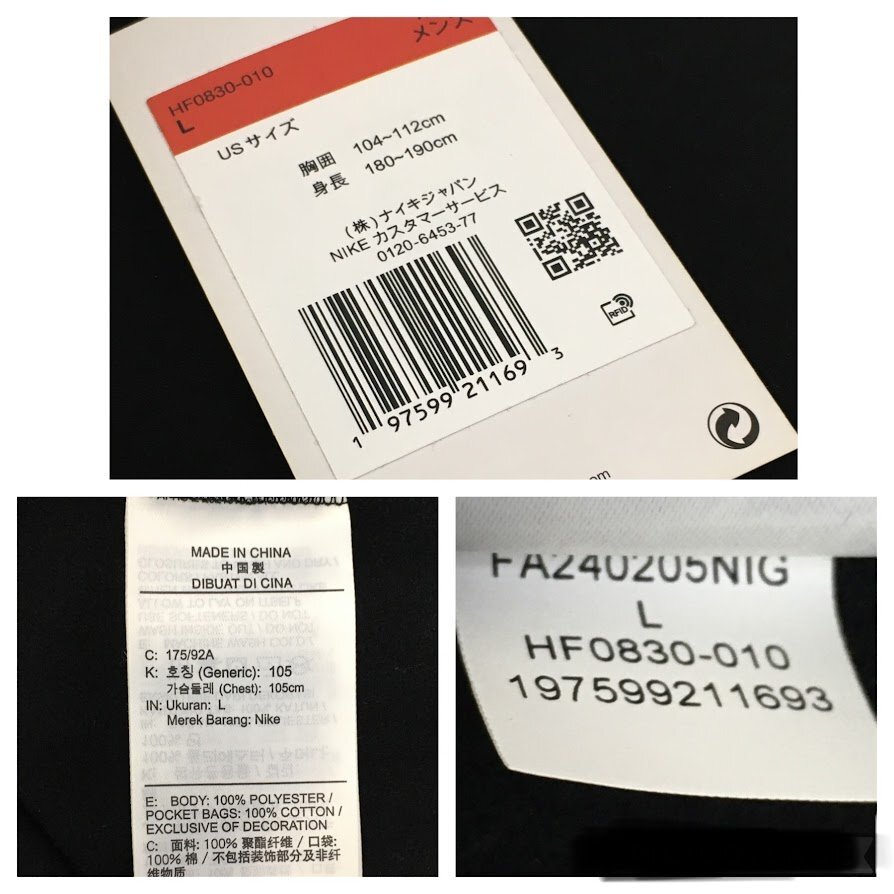 メンズ
HF0830-010
L
USサイズ
胸囲 104~112cm
身長 180~190cm
(株)ナイキジャパン
NIKE カスタマーサービス
0120-6453-77
RFID
1 97599 21169 3
MADE IN CHINA
中国製
DIBUAT DI CINA
C: 175/92A
K: 호칭 (Generic): 105
가슴둘레 (Chest): 105cm
IN: Ukuran: L
Merek Barang: Nike
E: BODY: 100% POLYESTER /
POCKET BAGS: 100% COTTON /
EXCLUSIVE OF DECORATION
C: 面料: 100% 聚酯纤维 / 口袋:
100% 棉 / 不包括装饰部分及非纤
维物质
FA240205NIG
L
HF0830-010
197599211693